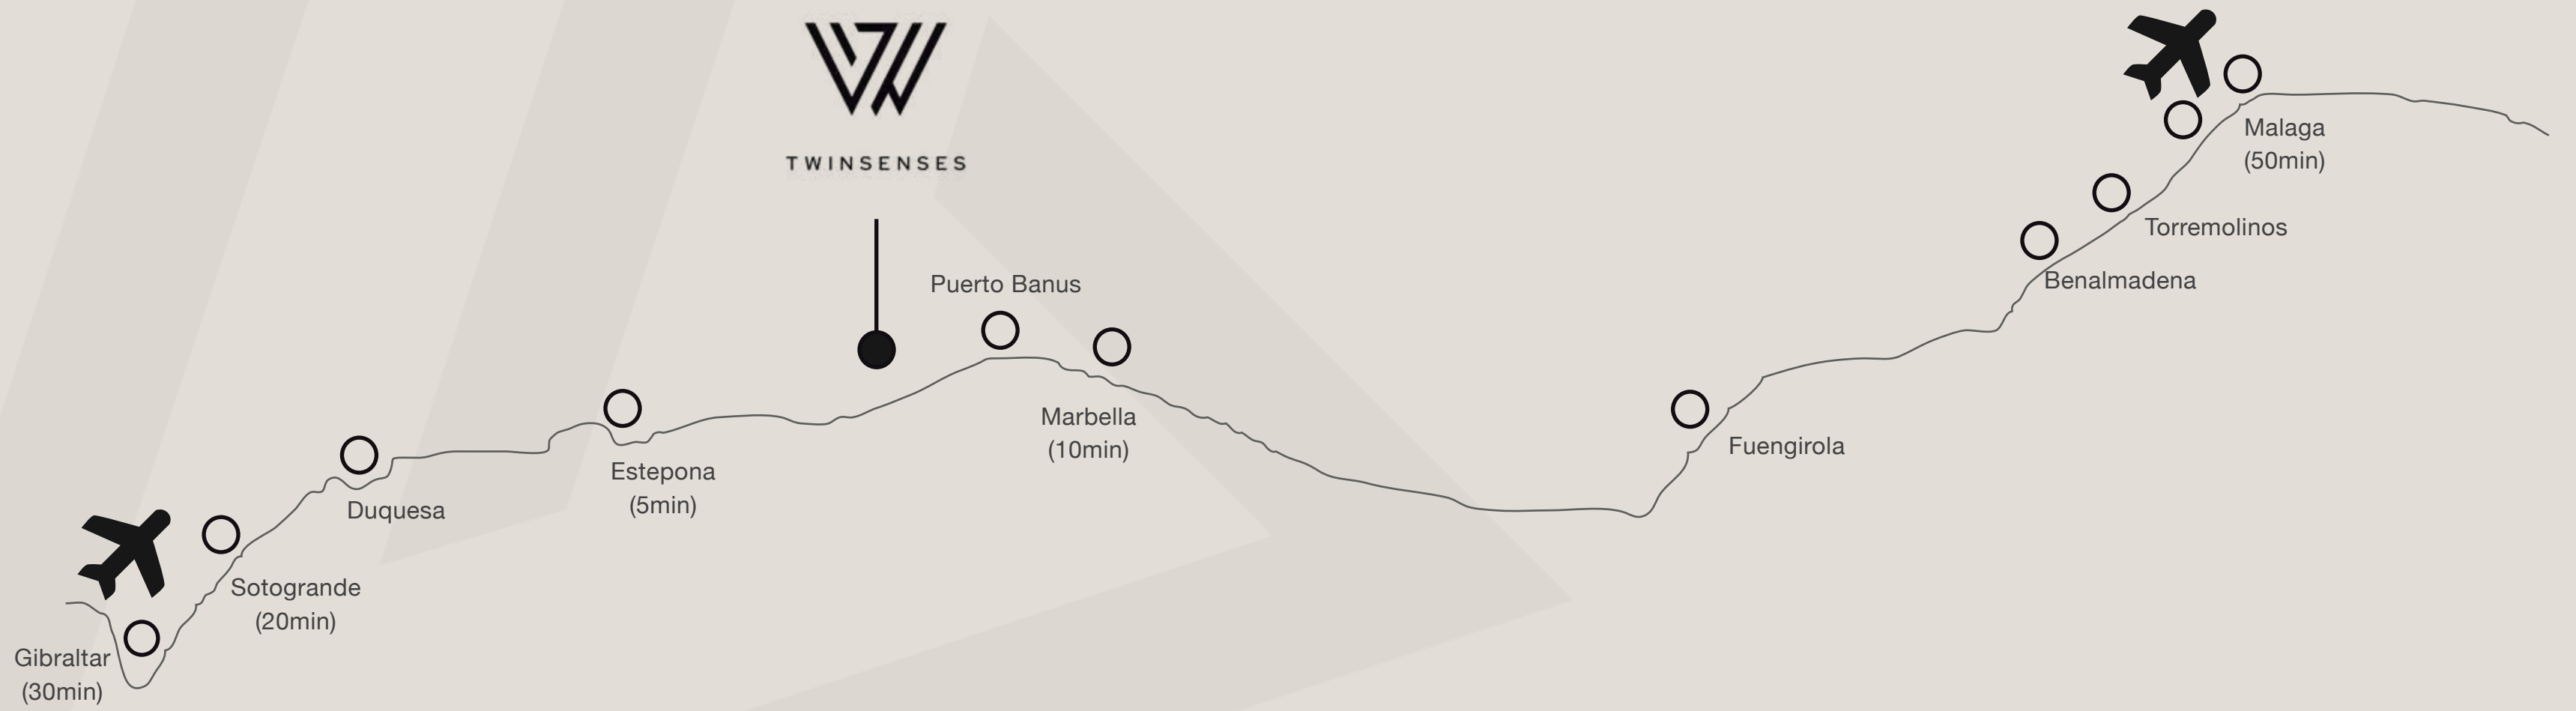 TWINSENSES
Malaga
(50min)
Torremolinos
Benalmadena
Puerto Banus
Marbella
(10min)
Fuengirola
Estepona
(5min)
Duquesa
Sotogrande
(20min)
Gibraltar
(30min)